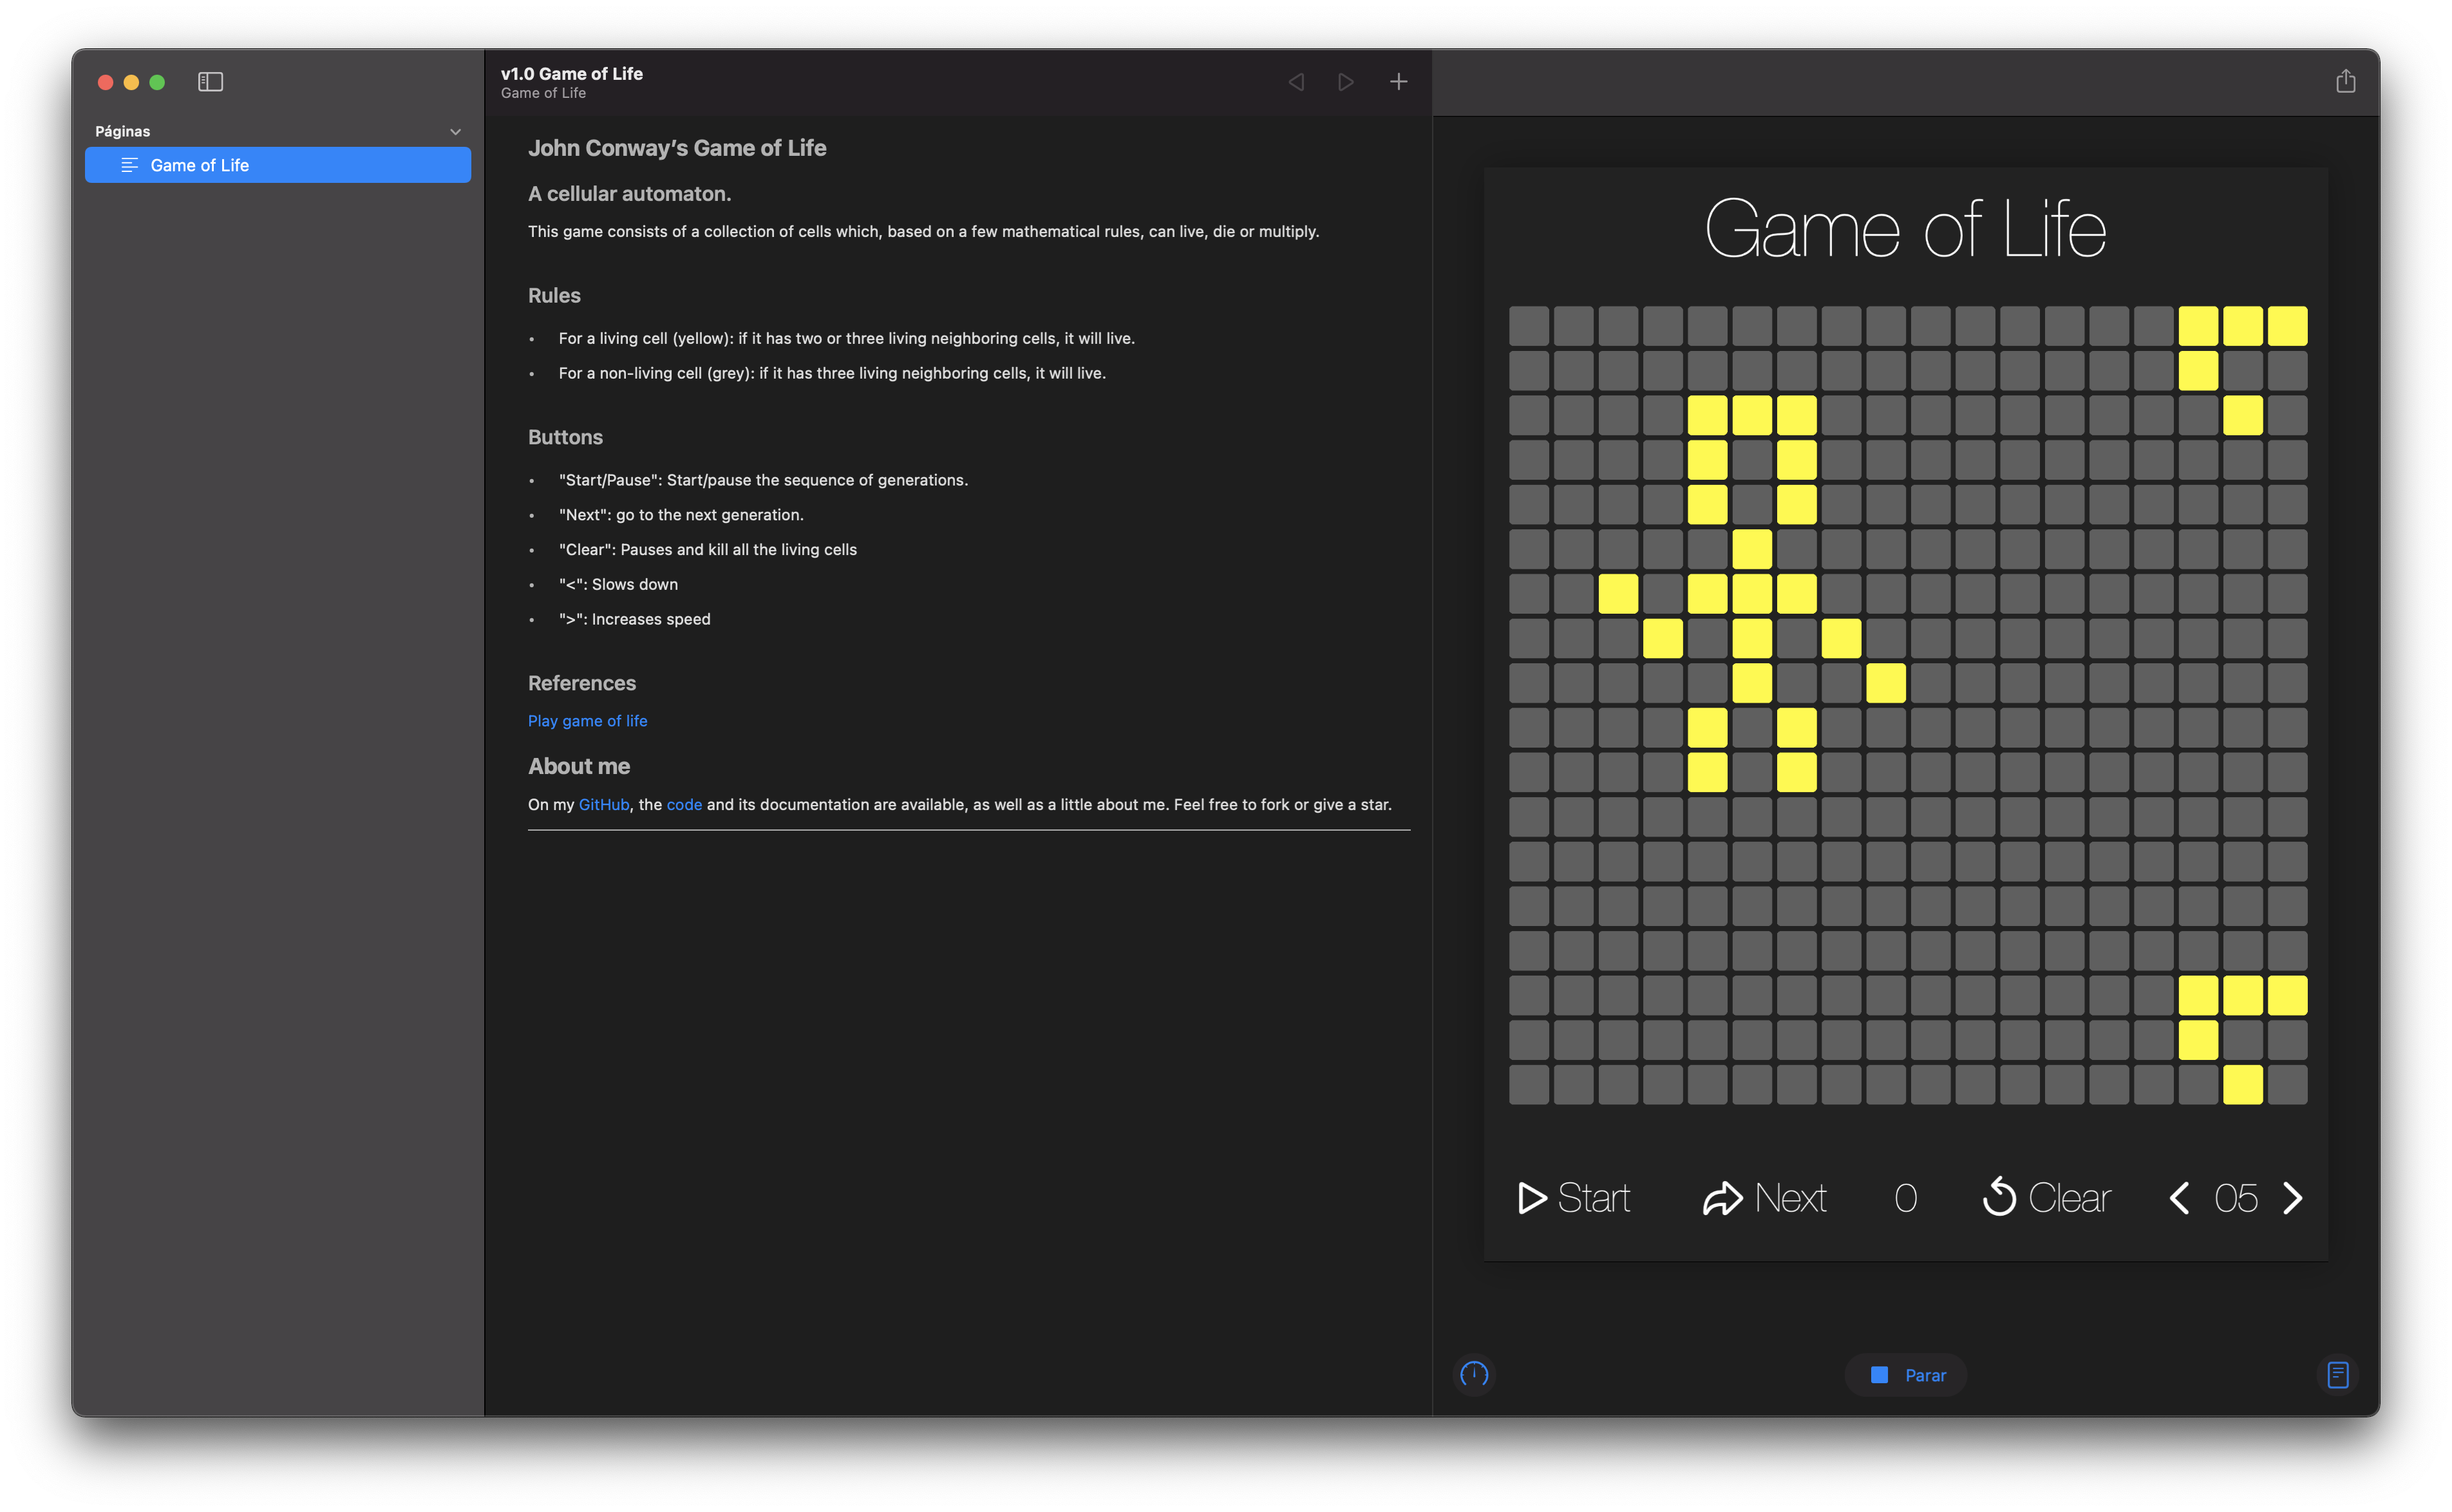 v1.0 Game of Life
Game of Life
Páginas
Game of Life
John Conway’s Game of Life
A cellular automaton.
This game consists of a collection of cells which, based on a few mathematical rules, can live, die or multiply.
Rules
• For a living cell (yellow): if it has two or three living neighboring cells, it will live.
• For a non-living cell (grey): if it has three living neighboring cells, it will live.
Buttons
• "Start/Pause": Start/pause the sequence of generations.
• "Next": go to the next generation.
• "Clear": Pauses and kill all the living cells
• "<": Slows down
• ">": Increases speed
References
Play game of life
About me
On my GitHub, the code and its documentation are available, as well as a little about me. Feel free to fork or give a star.
Game of Life
Start Next 0 Clear 05
Parar